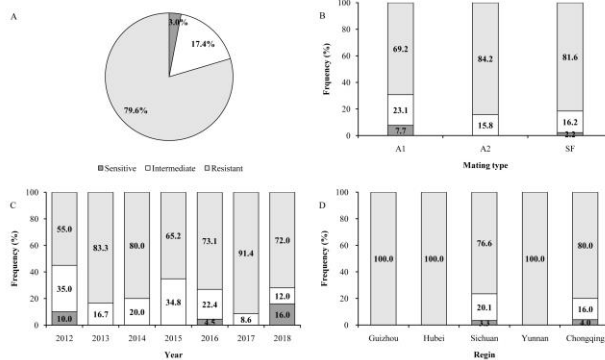 A
3.0%
17.4%
79.6%
Sensitive Intermediate Resistant
B
Frquency (%)
100
80
60
40
20
0
69.2 84.2 81.6
23.1 15.8 16.2
7.7 2.2
A1 A2 SF
Mating type
C
Frequency (%)
100
80
60
40
20
0
55.0 83.3 80.0 65.2 73.1 91.4 72.0
35.0 16.7 20.0 34.8 22.4 8.6 12.0
10.0 4.5 16.0
2012 2013 2014 2015 2016 2017 2018
Year
D
Frequency (%)
100
80
60
40
20
0
100.0 100.0 76.6 100.0 80.0
20.1 16.0
3.3 4.0
Guizhou Hubei Sichuan Yunnan Chongqing
Regin